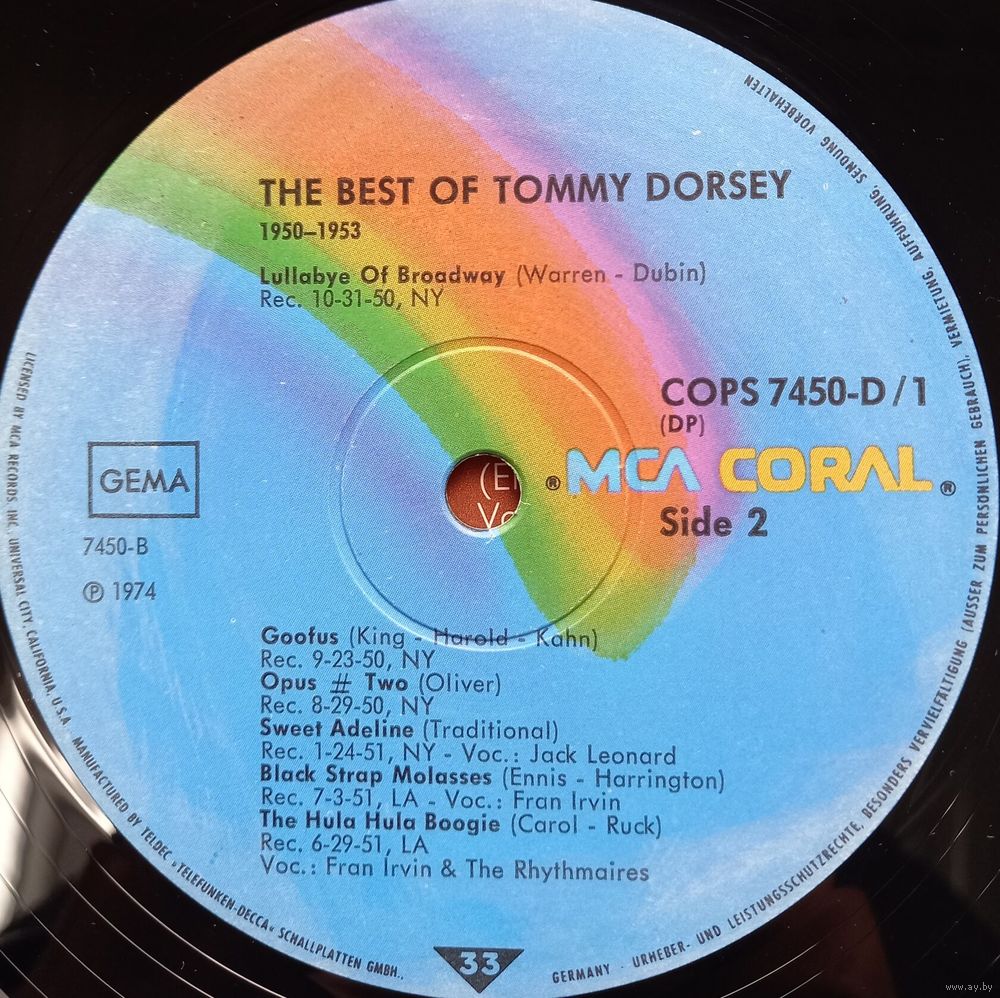 THE BEST OF TOMMY DORSEY
1950–1953
Lullabye Of Broadway (Warren - Dubin)
Rec. 10-31-50, NY
COPS 7450-D/1
(DP)
® MCA CORAL ®
Side 2
GEMA
7450-B
℗ 1974
(E
Vo
Goofus (King - Harold - Kahn)
Rec. 9-23-50, NY
Opus # Two (Oliver)
Rec. 8-29-50, NY
Sweet Adeline (Traditional)
Rec. 1-24-51, NY - Voc.: Jack Leonard
Black Strap Molasses (Ennis - Harrington)
Rec. 7-3-51, LA - Voc.: Fran Irvin
The Hula Hula Boogie (Carol - Ruck)
Rec. 6-29-51, LA
Voc.: Fran Irvin & The Rhythmaires
33
LICENSED BY MCA RECORDS, INC. UNIVERSAL CITY, CALIFORNIA, U.S.A. MANUFACTURED BY TELDEC »TELEFUNKEN-DECCA« SCHALLPLATTEN GMBH.,
GERMANY · URHEBER- UND LEISTUNGSSCHUTZRECHTE, BESONDERS VERVIELFÄLTIGUNG (AUSSER ZUM PERSÖNLICHEN GEBRAUCH), VERMIETUNG, AUFFÜHRUNG, SENDUNG VORBEHALTEN
www.ay.by